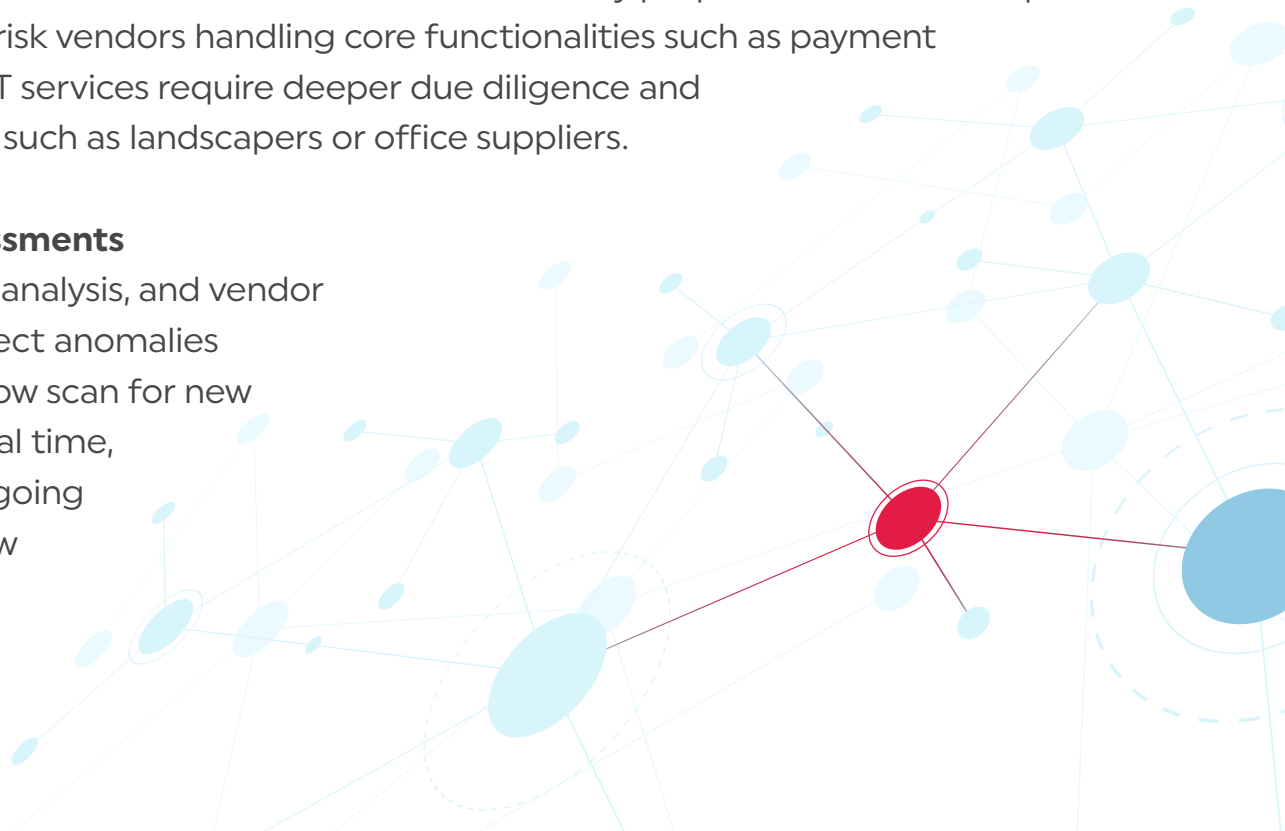 risk vendors handling core functionalities such as payment
T services require deeper due diligence and
such as landscapers or office suppliers.
ssments
analysis, and vendor
ect anomalies
ow scan for new
al time,
going
w